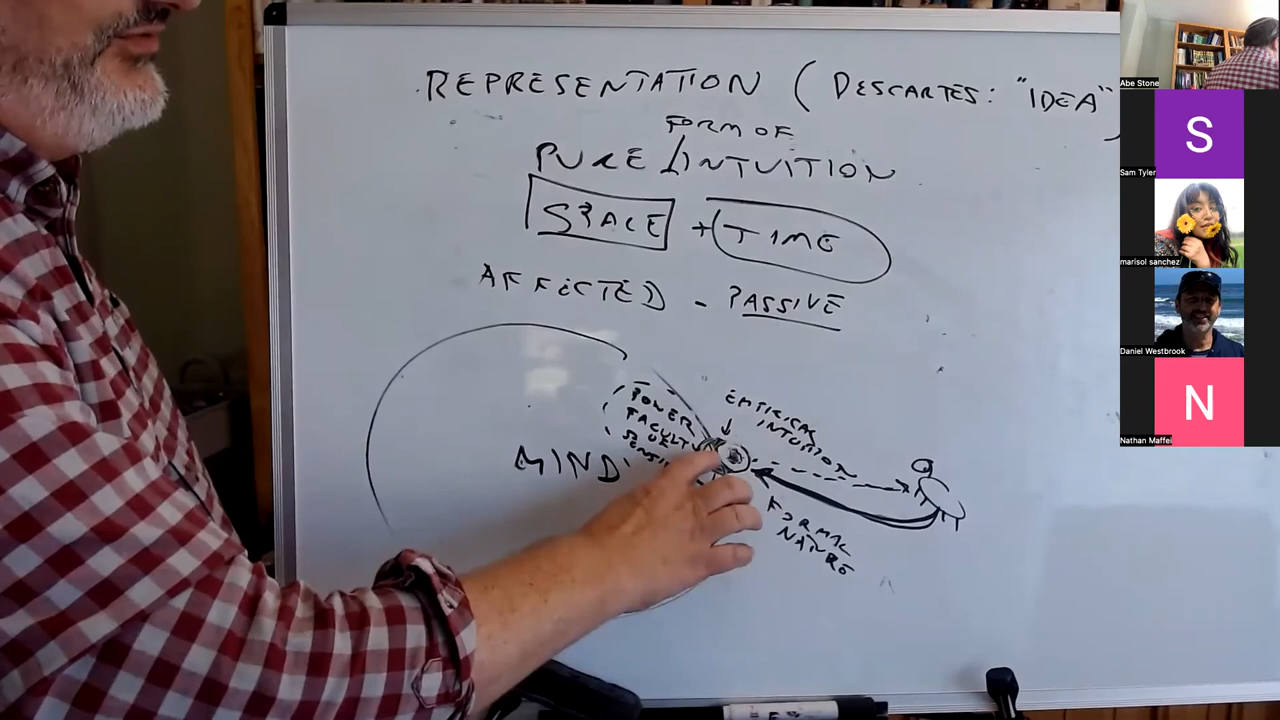 REPRESENTATION (DESCARTES: "IDEA")
FORM OF
PURE INTUITION
SPACE + TIME
AFFECTED - PASSIVE
POWER
FACULTY
OF
MIND
EMPIRICAL
INTUITION
FORMAL
NATURE
Abe Stone
S
Sam Tyler
marisol sanchez
Daniel Westbrook
N
Nathan Maffei